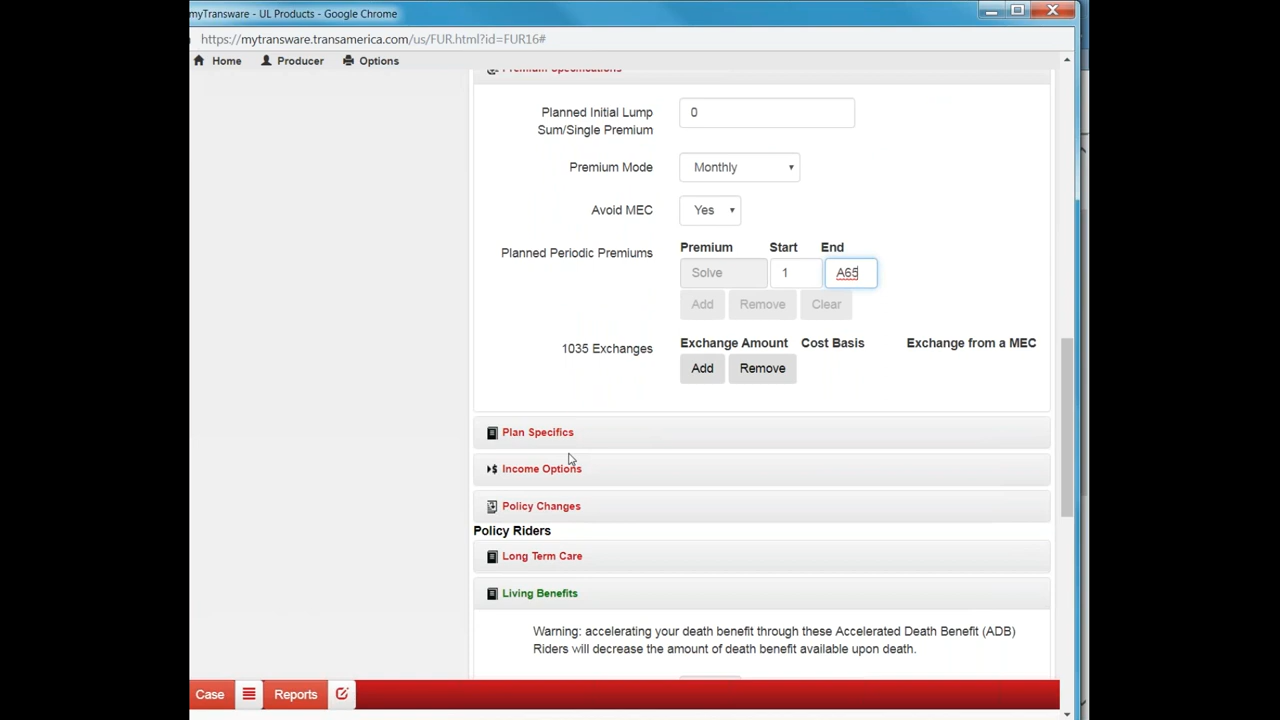 myTransware - UL Products - Google Chrome
https://mytransware.transamerica.com/us/FUR.html?id=FUR16#
Home Producer Options
Premium Specifications
Planned Initial Lump Sum/Single Premium 0
Premium Mode Monthly
Avoid MEC Yes
Planned Periodic Premiums Premium Start End
Solve 1 A65
Add Remove Clear
1035 Exchanges Exchange Amount Cost Basis Exchange from a MEC
Add Remove
Plan Specifics
Income Options
Policy Changes
Policy Riders
Long Term Care
Living Benefits
Warning: accelerating your death benefit through these Accelerated Death Benefit (ADB)
Riders will decrease the amount of death benefit available upon death.
Case Reports